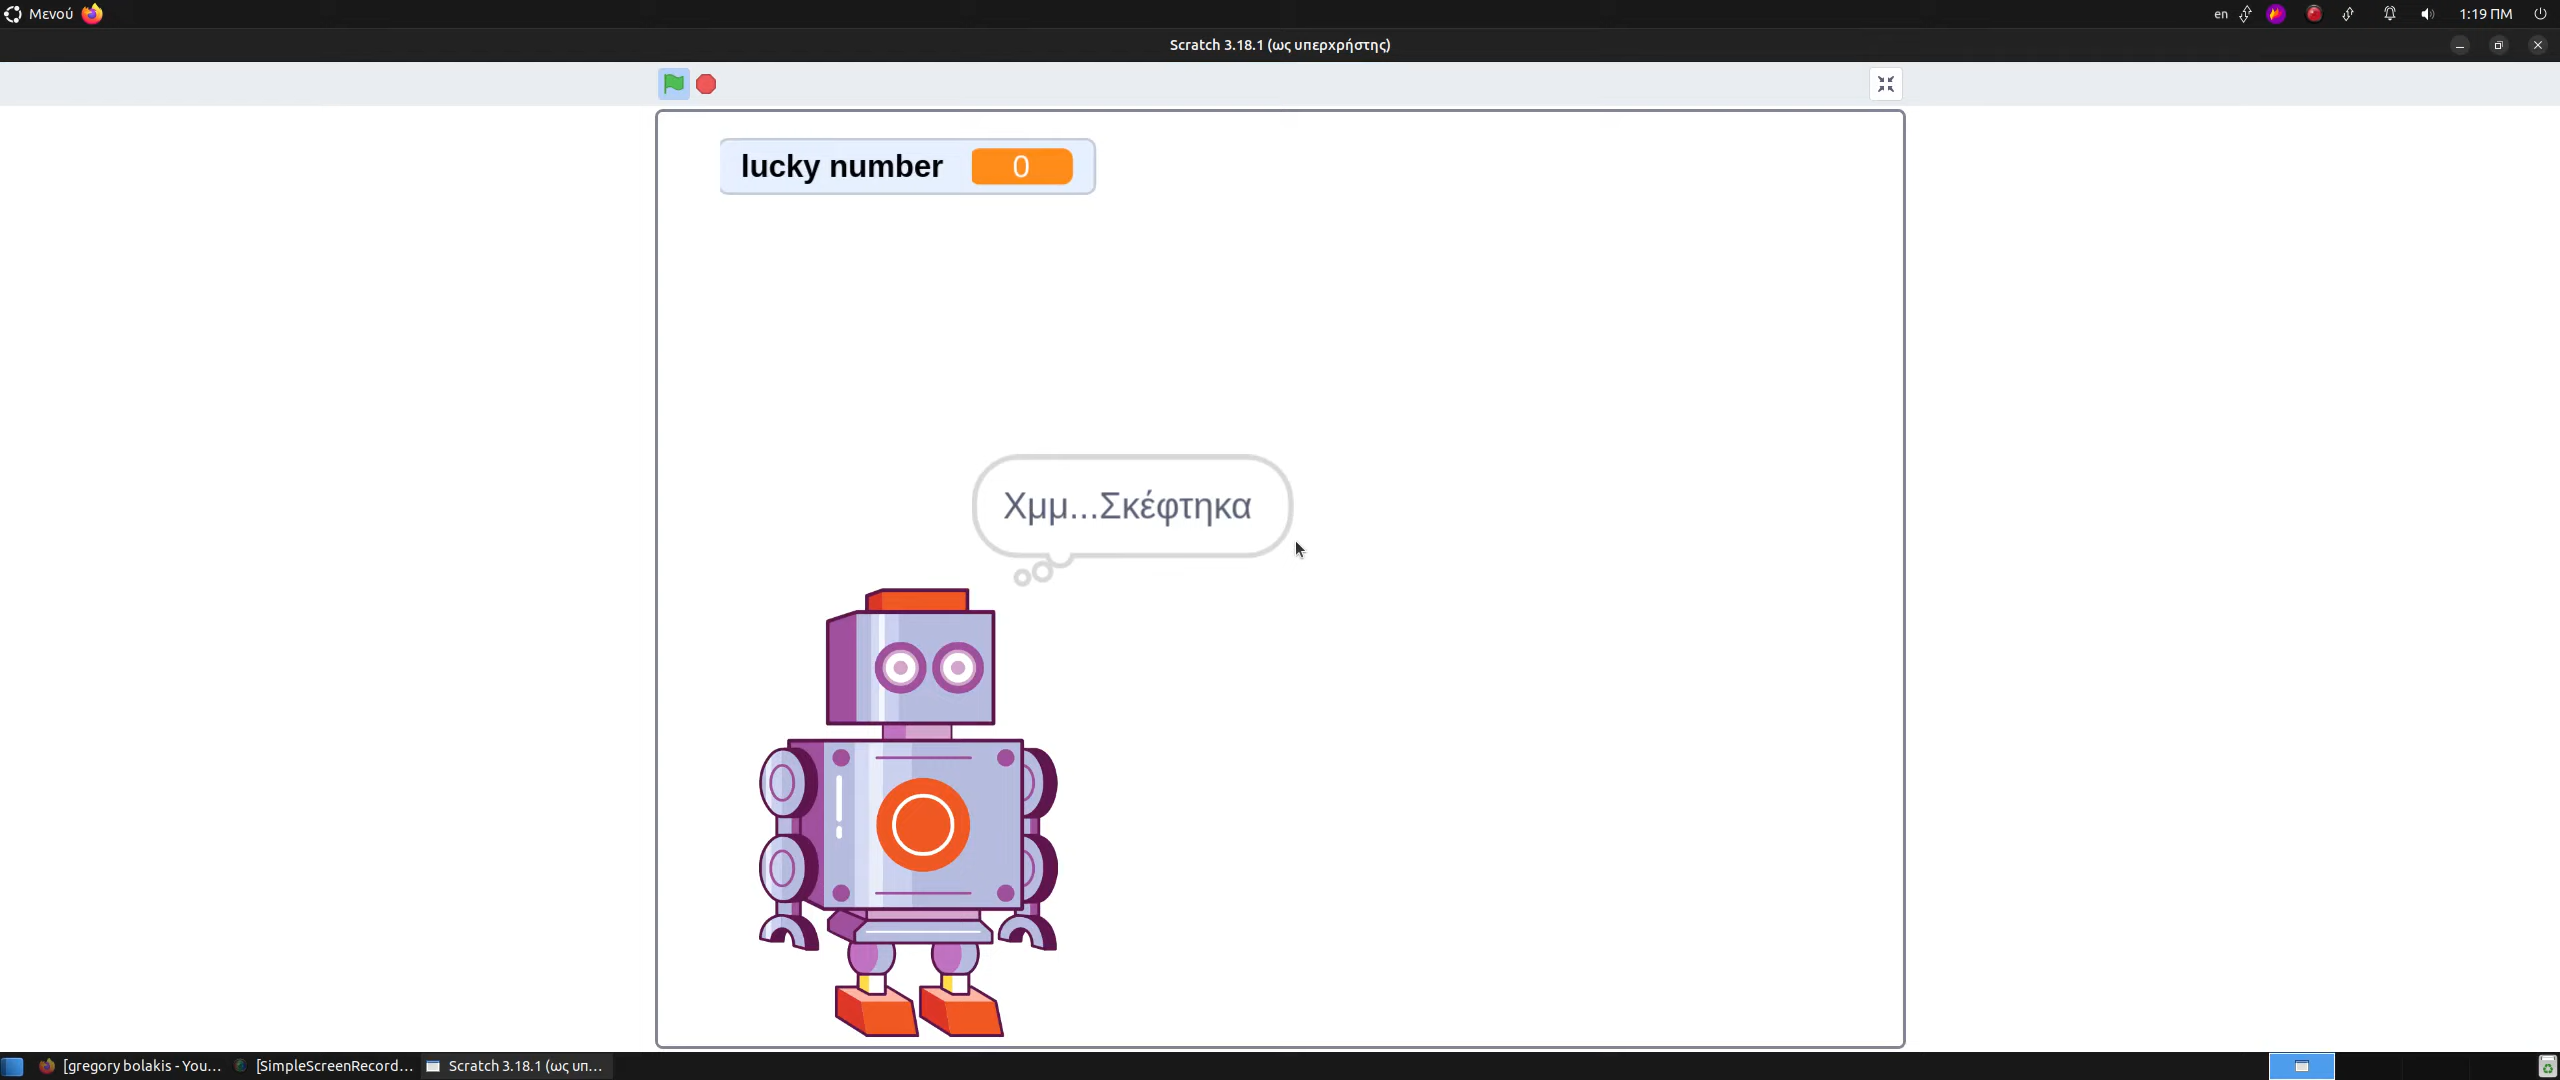 Μενού
en
1:19 ΠΜ
Scratch 3.18.1 (ως υπερχρήστης)
lucky number 0
Χμμ...Σκέφτηκα
[gregory bolakis - You...
[SimpleScreenRecord...
Scratch 3.18.1 (ως υπ...